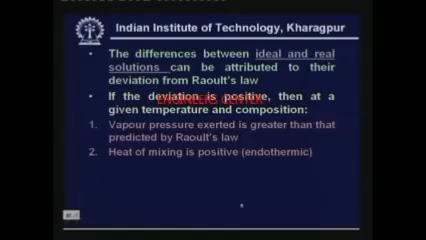 Indian Institute of Technology, Kharagpur
• The differences between ideal and real
solutions can be attributed to their
deviation from Raoult's law
• If the deviation is positive, then at a
given temperature and composition:
ENGINEERS CENTER
1. Vapour pressure exerted is greater than that
predicted by Raoult's law
2. Heat of mixing is positive (endothermic)